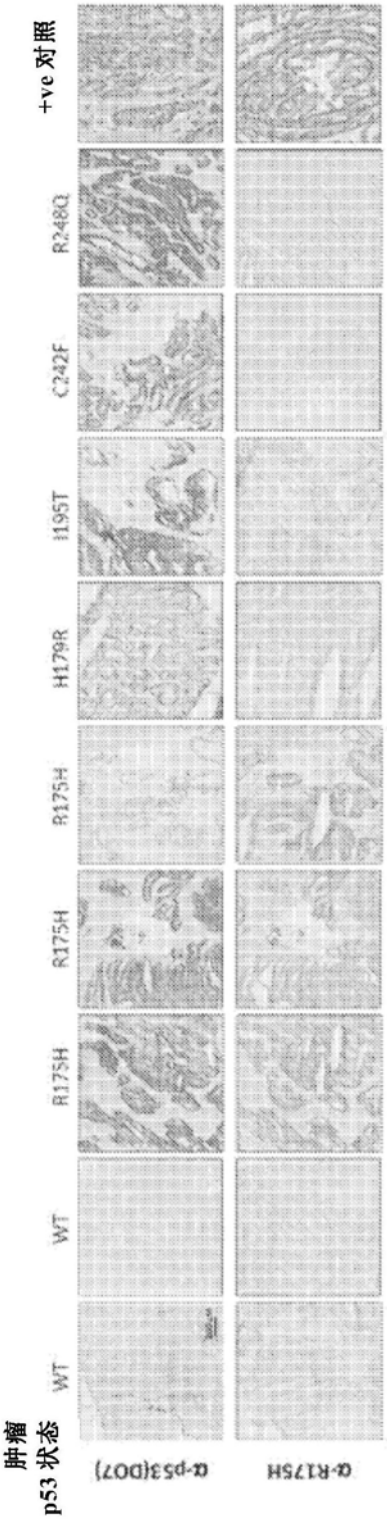 肿瘤
p53 状态
WT
WT
R175H
R175H
R175H
H179R
I195T
C242F
R248Q
+ve 对照
α-p53(DO7)
α-R175H